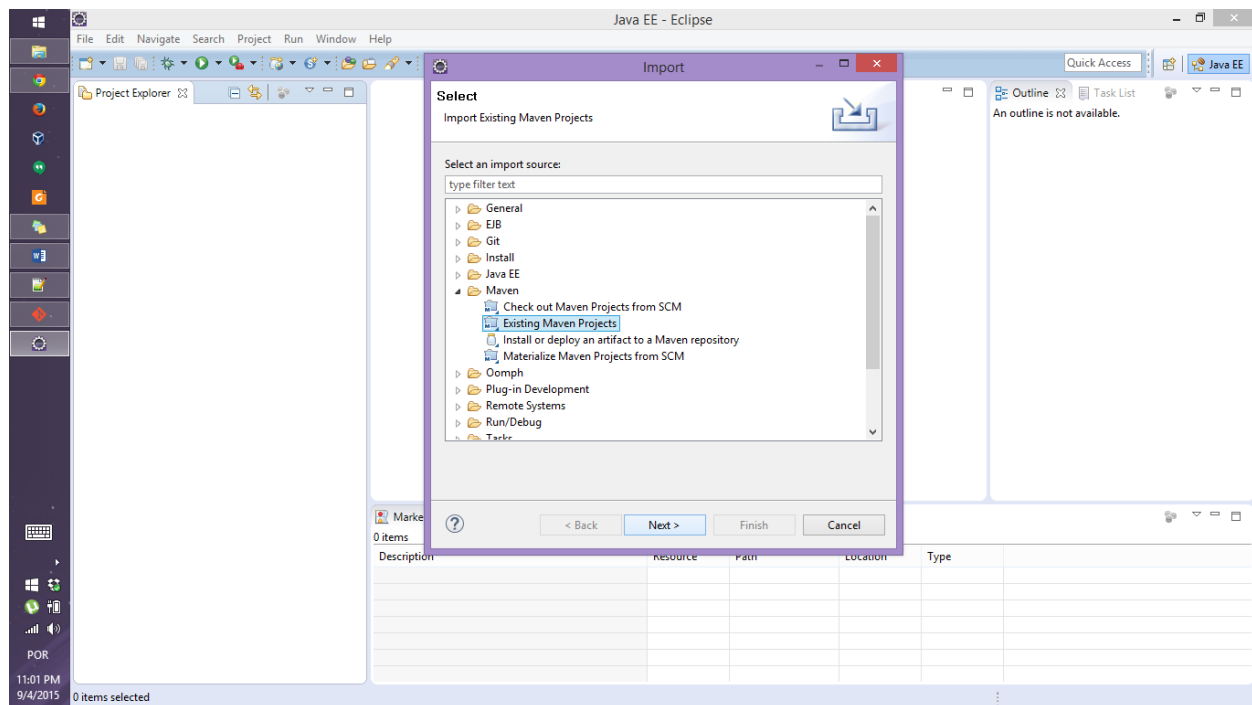 Java EE - Eclipse
File Edit Navigate Search Project Run Window Help
Quick Access
Java EE
Project Explorer
Import
Select
Import Existing Maven Projects
Select an import source:
type filter text
General
EJB
Git
Install
Java EE
Maven
Check out Maven Projects from SCM
Existing Maven Projects
Install or deploy an artifact to a Maven repository
Materialize Maven Projects from SCM
Oomph
Plug-in Development
Remote Systems
Run/Debug
Tasks
< Back
Next >
Finish
Cancel
Outline
Task List
An outline is not available.
Marke
0 items
Description Resource Path Location Type
POR
11:01 PM
9/4/2015
0 items selected